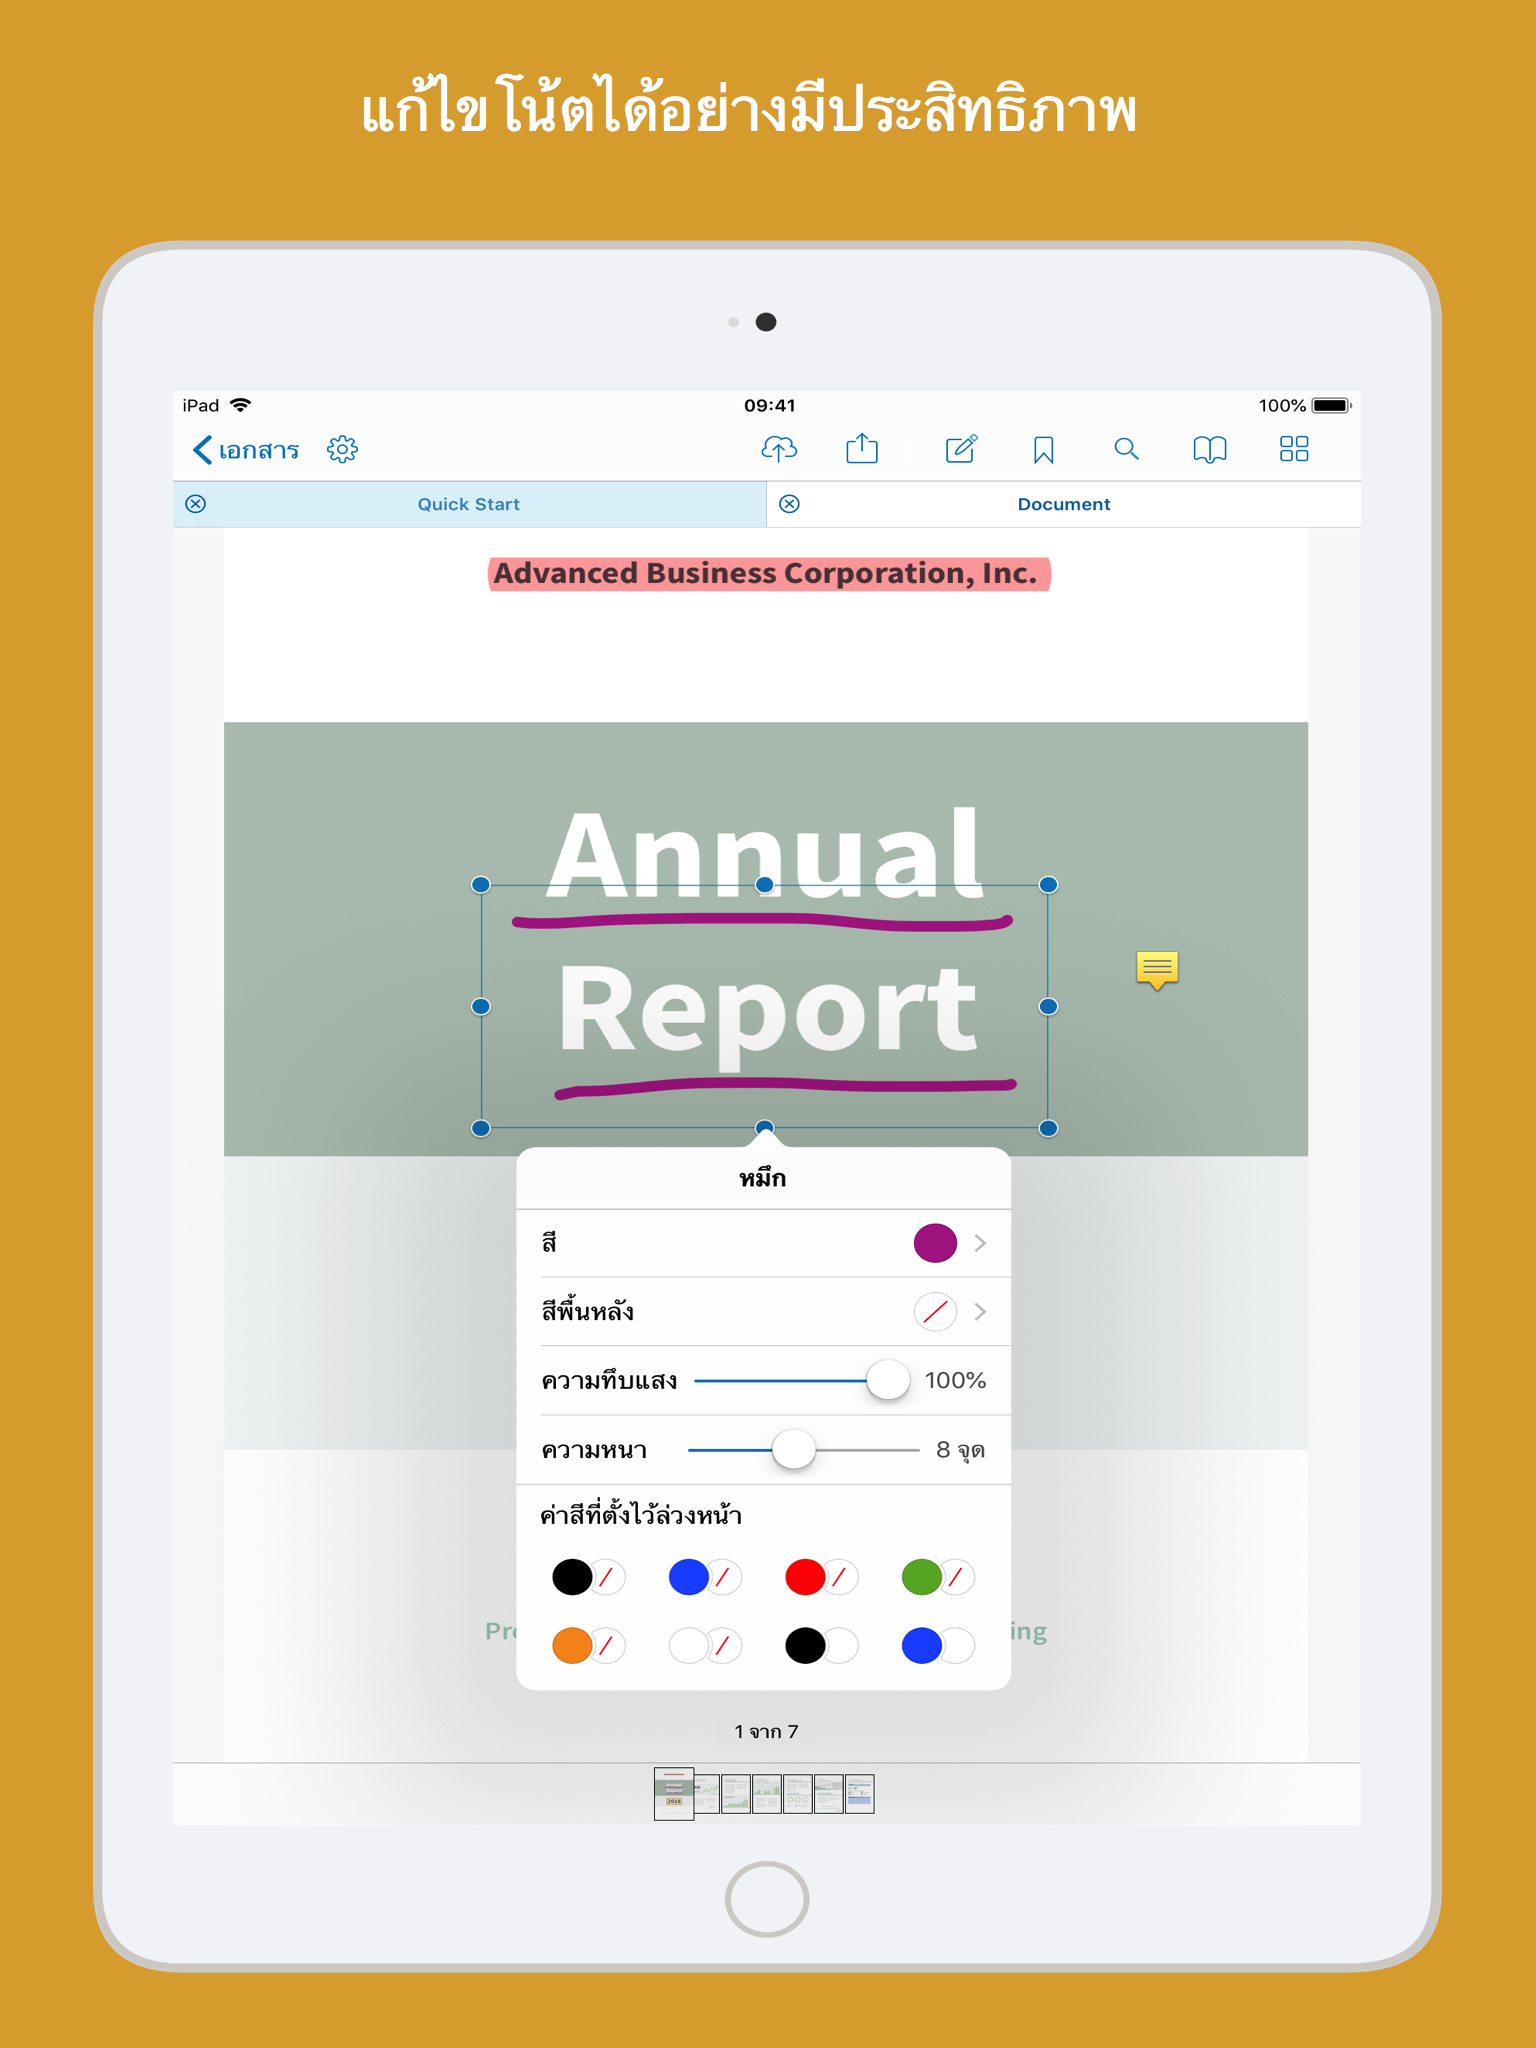 แก้ไขโน้ตได้อย่างมีประสิทธิภาพ
iPad 09:41 100%
เอกสาร
Quick Start Document
Advanced Business Corporation, Inc.
Annual
Report
หมึก
สี
สีพื้นหลัง
ความทึบแสง 100%
ความหนา 8 จุด
ค่าสีที่ตั้งไว้ล่วงหน้า
1 จาก 7
Annual
Report
2018